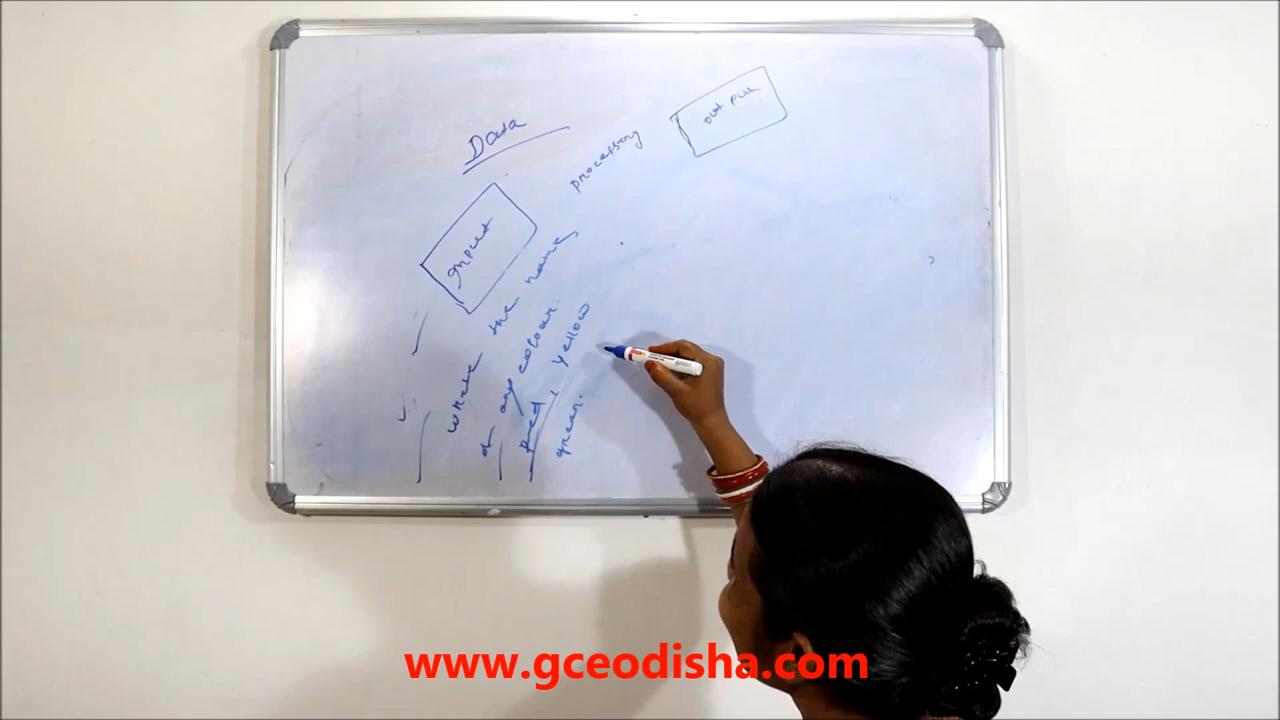 Data
processing
out put
input
write the name
of any colour.
Red, yellow
green.
www.gceodisha.com